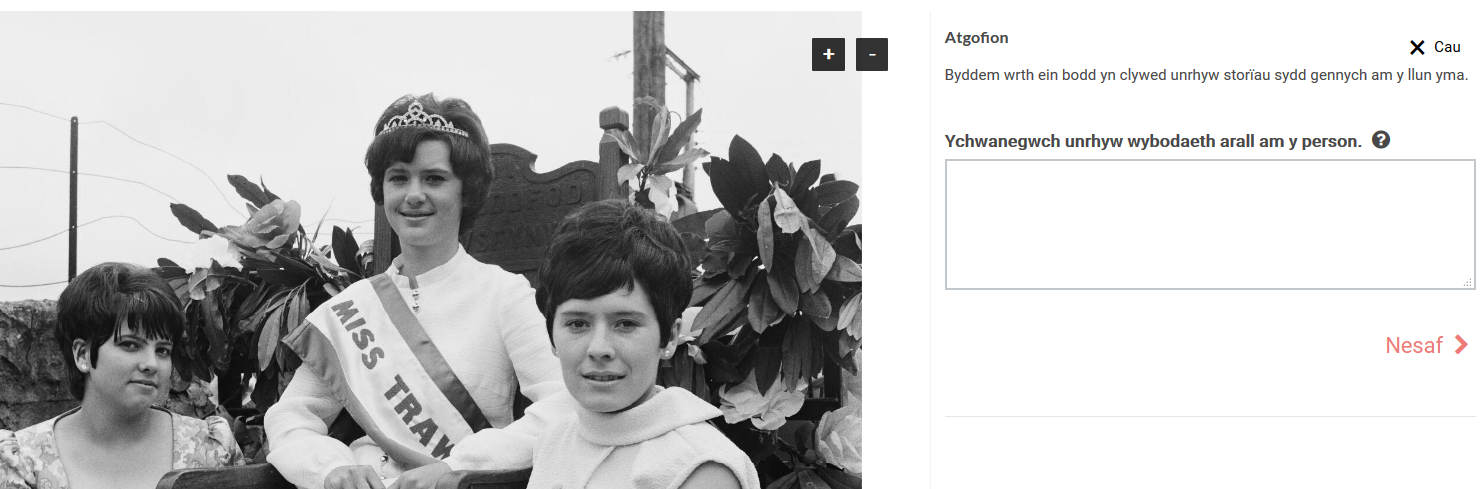 + -
MISS TRAW
Atgofion
Cau
Byddem wrth ein bodd yn clywed unrhyw storïau sydd gennych am y llun yma.
Ychwanegwch unrhyw wybodaeth arall am y person. ?
Nesaf